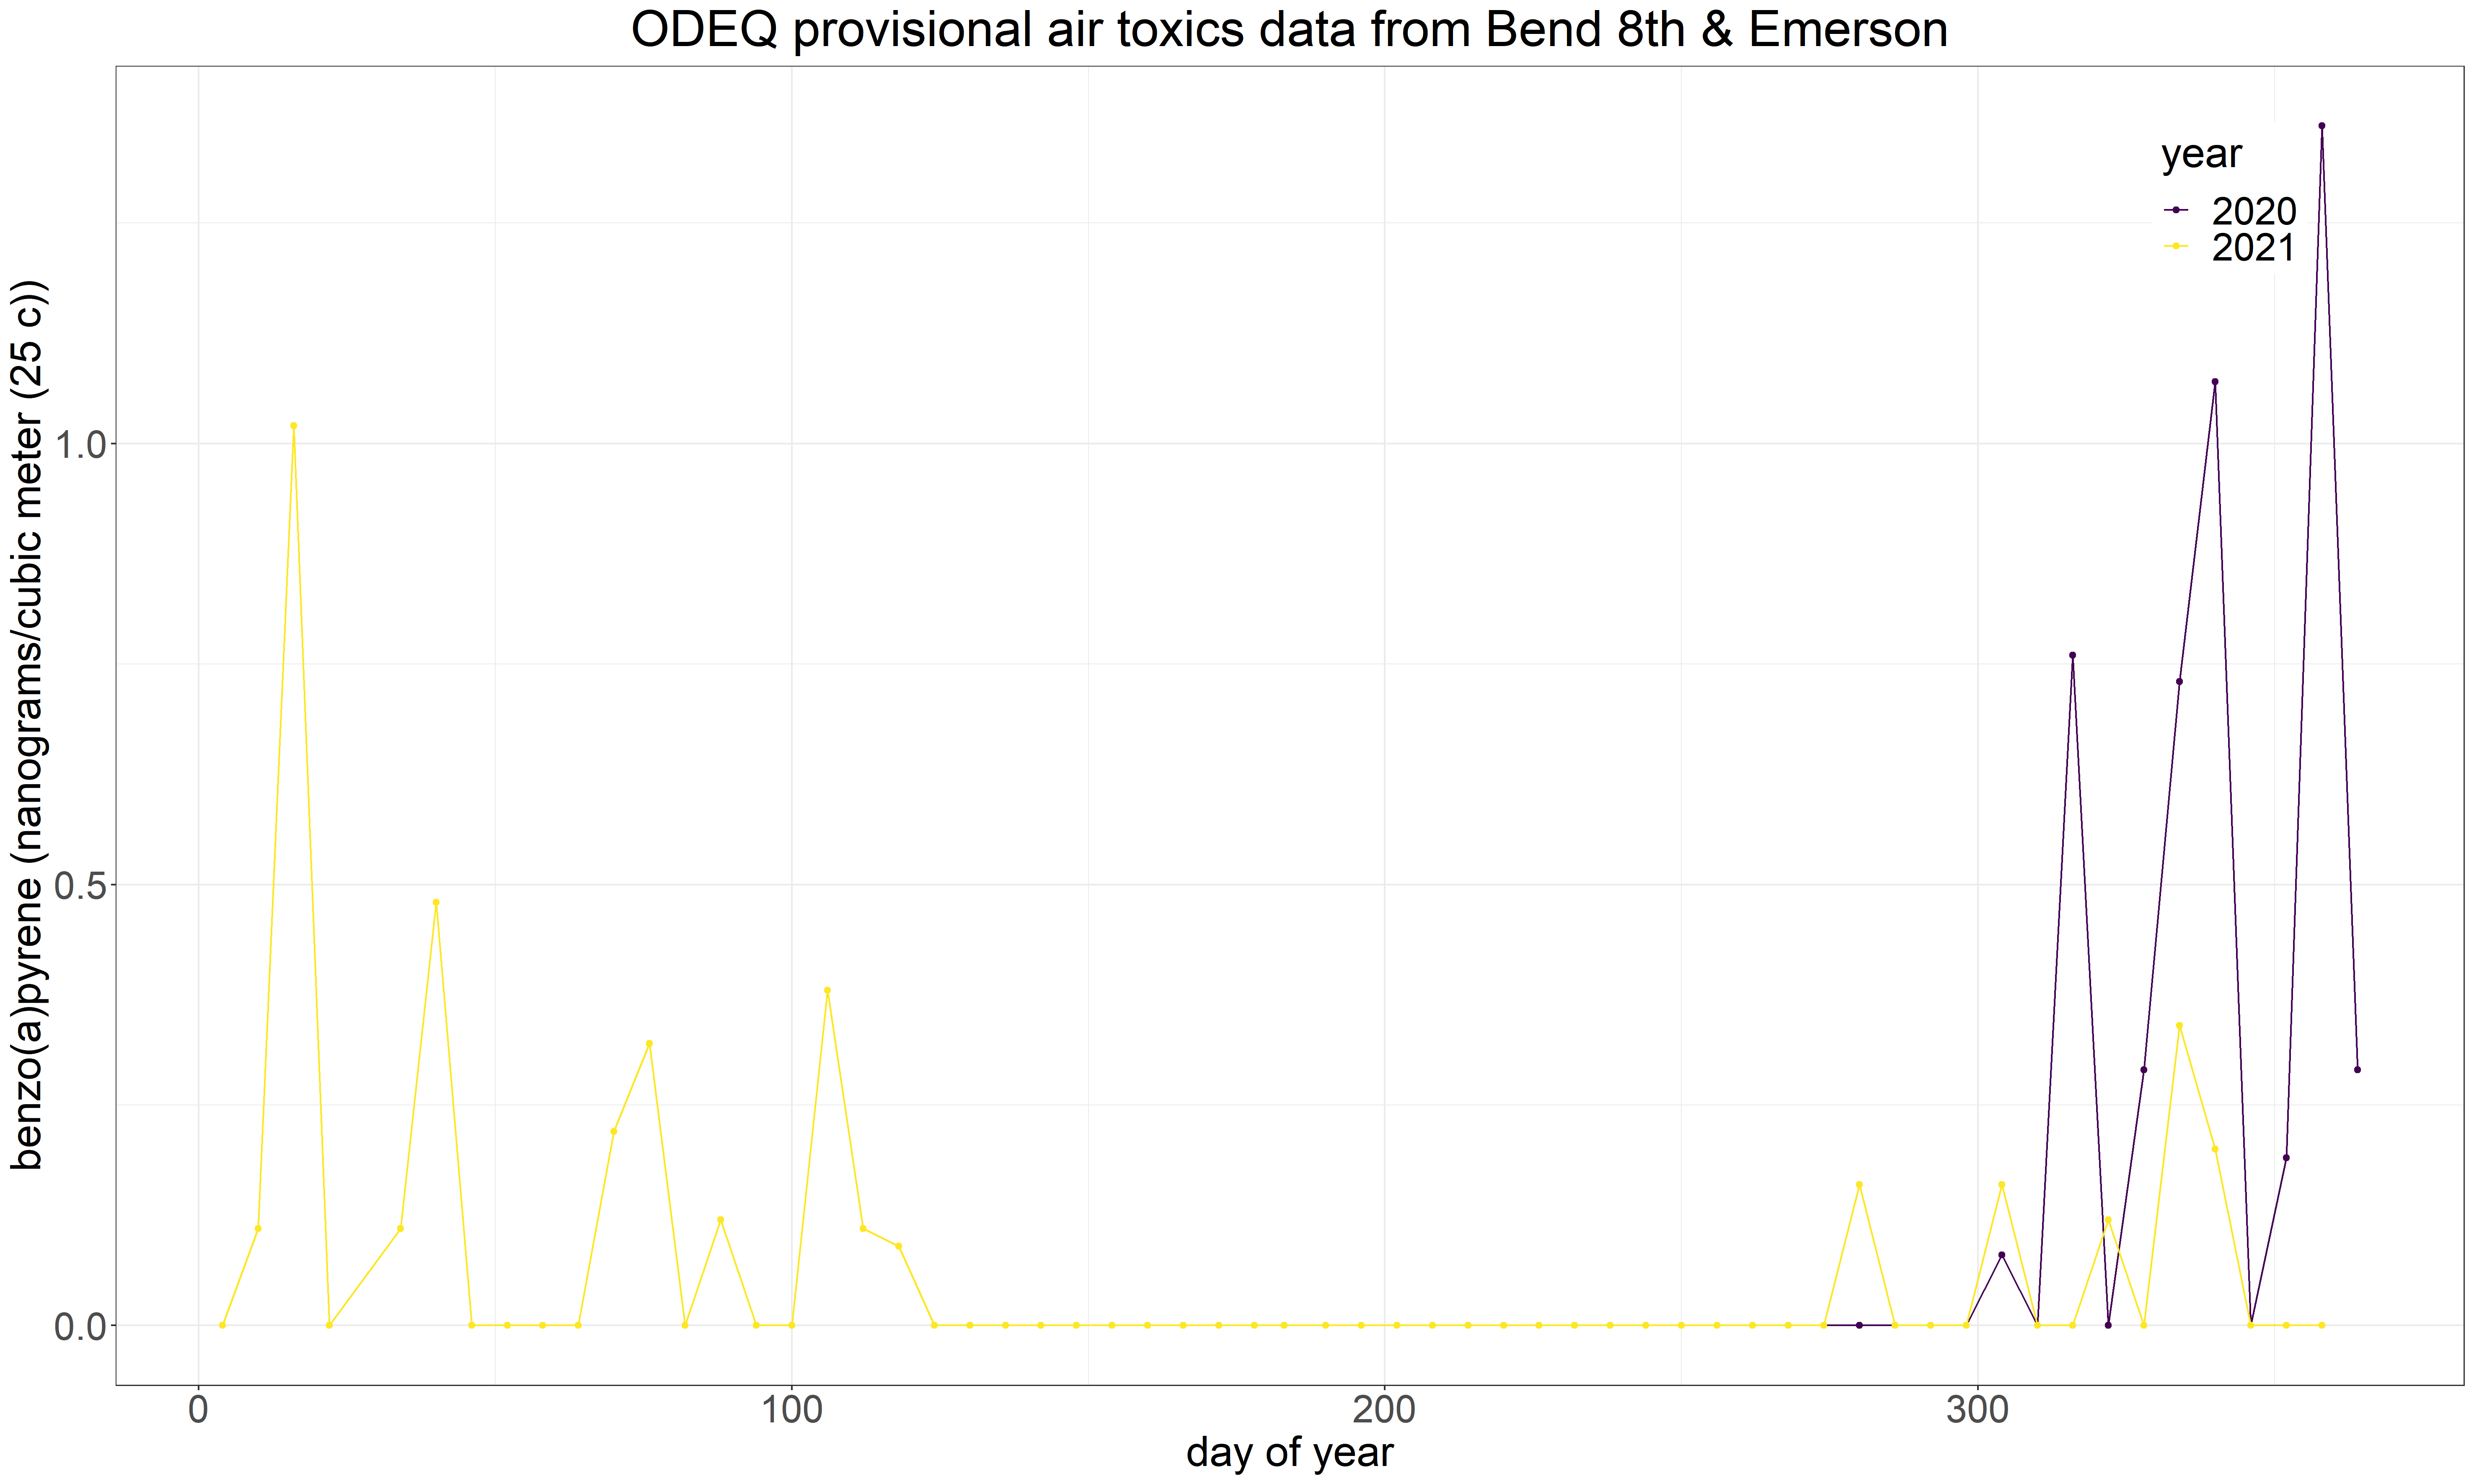 ODEQ provisional air toxics data from Bend 8th & Emerson
year
2020
2021
benzo(a)pyrene (nanograms/cubic meter (25 c))
1.0
0.5
0.0
0 100 200 300
day of year